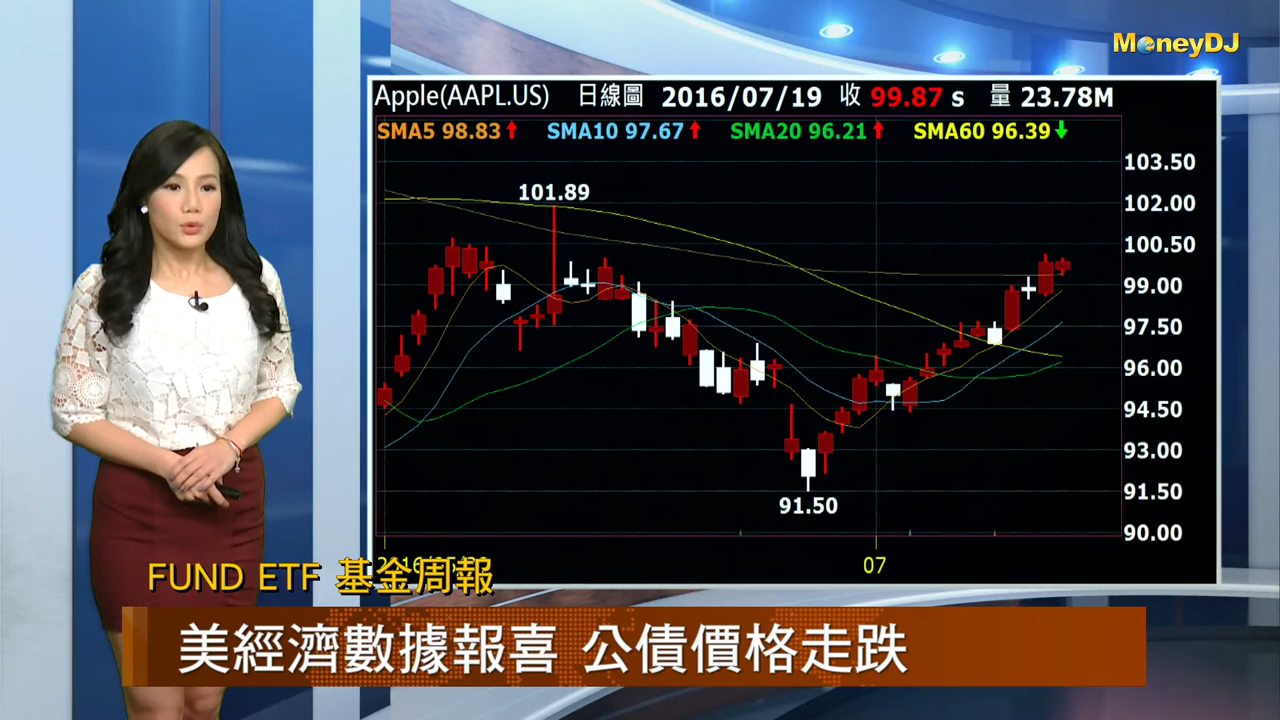 MoneyDJ
Apple(AAPL.US) 日線圖 2016/07/19 收 99.87 s 量 23.78M
SMA5 98.83↑ SMA10 97.67↑ SMA20 96.21↑ SMA60 96.39↓
103.50
101.89
102.00
100.50
99.00
97.50
96.00
94.50
93.00
91.50
91.50
90.00
07
FUND ETF 基金周報
美經濟數據報喜 公債價格走跌